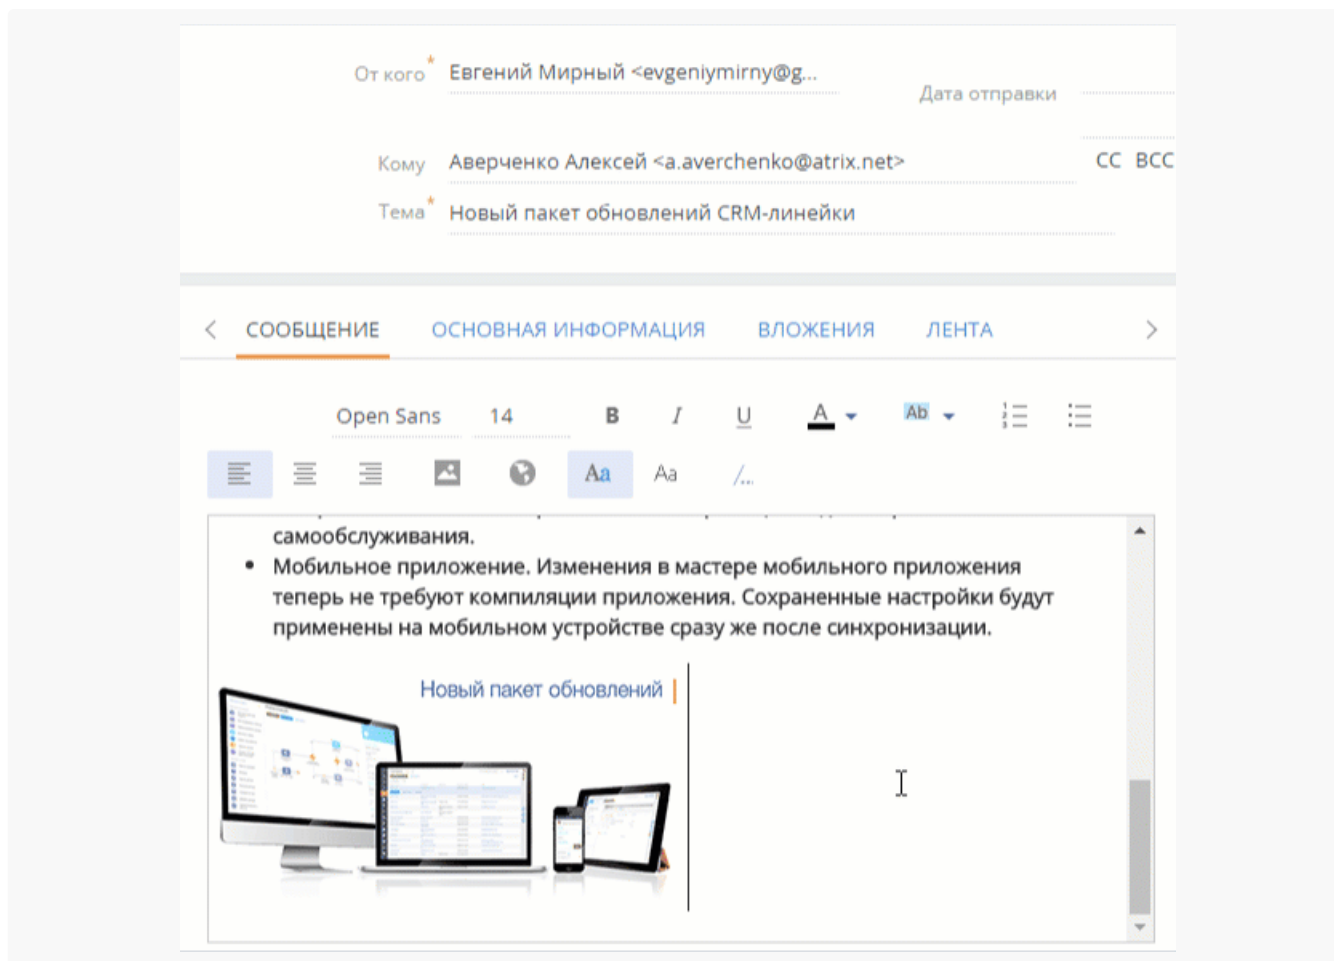 От кого*
Евгений Мирный <evgeniymirny@g...
Дата отправки
Кому
Аверченко Алексей <a.averchenko@atrix.net>
CC BCC
Тема*
Новый пакет обновлений CRM-линейки
СООБЩЕНИЕ ОСНОВНАЯ ИНФОРМАЦИЯ ВЛОЖЕНИЯ ЛЕНТА
Open Sans 14 B I U A Ab
Aa Aa /...
самообслуживания.
• Мобильное приложение. Изменения в мастере мобильного приложения
теперь не требуют компиляции приложения. Сохраненные настройки будут
применены на мобильном устройстве сразу же после синхронизации.
Новый пакет обновлений